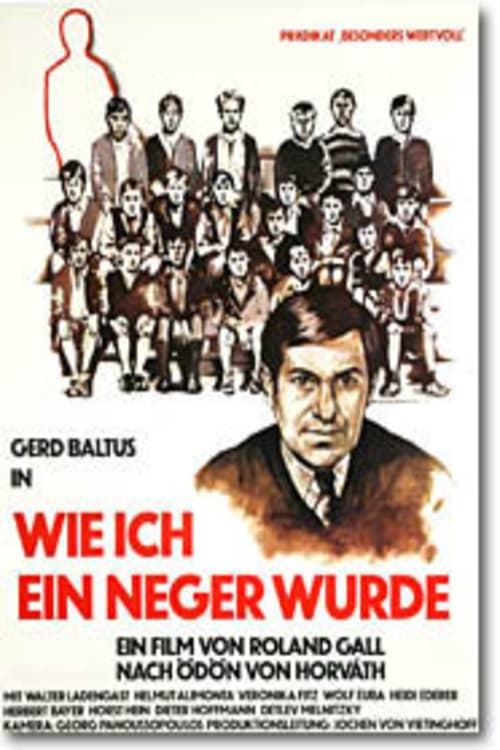 PRÄDIKAT „BESONDERS WERTVOLL“
GERD BALTUS
IN
WIE ICH
EIN NEGER WURDE
EIN FILM VON ROLAND GALL
NACH ÖDÖN VON HORVÁTH
MIT WALTER LADENGAST HELMUT ALIMONTA VERONIKA FITZ WOLF EUBA HEIDI EDERER
HERBERT BAYER HORST HEIN DIETER HOFFMANN DETLEV MELNITZKY
KAMERA: GEORG PANOUSSOPOULOS PRODUKTIONSLEITUNG: JOCHEN VON VIETINGHOFF